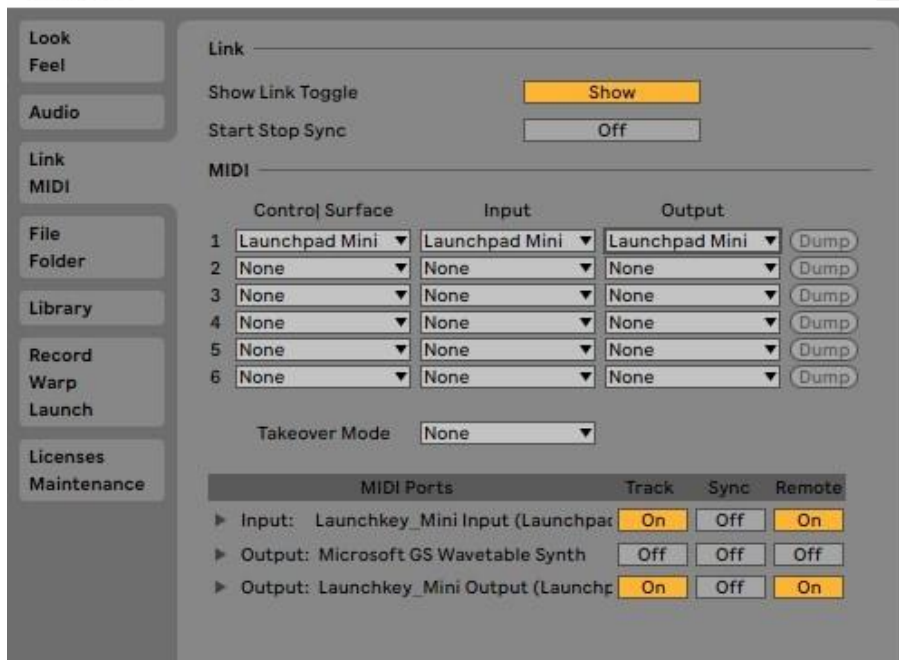 Look
Feel
Audio
Link
MIDI
File
Folder
Library
Record
Warp
Launch
Licenses
Maintenance
Link
Show Link Toggle Show
Start Stop Sync Off
MIDI
Control Surface Input Output
1 Launchpad Mini Launchpad Mini Launchpad Mini Dump
2 None None None Dump
3 None None None Dump
4 None None None Dump
5 None None None Dump
6 None None None Dump
Takeover Mode None
MIDI Ports Track Sync Remote
Input: Launchkey_Mini Input (Launchpad On Off On
Output: Microsoft GS Wavetable Synth Off Off Off
Output: Launchkey_Mini Output (Launchp On Off On